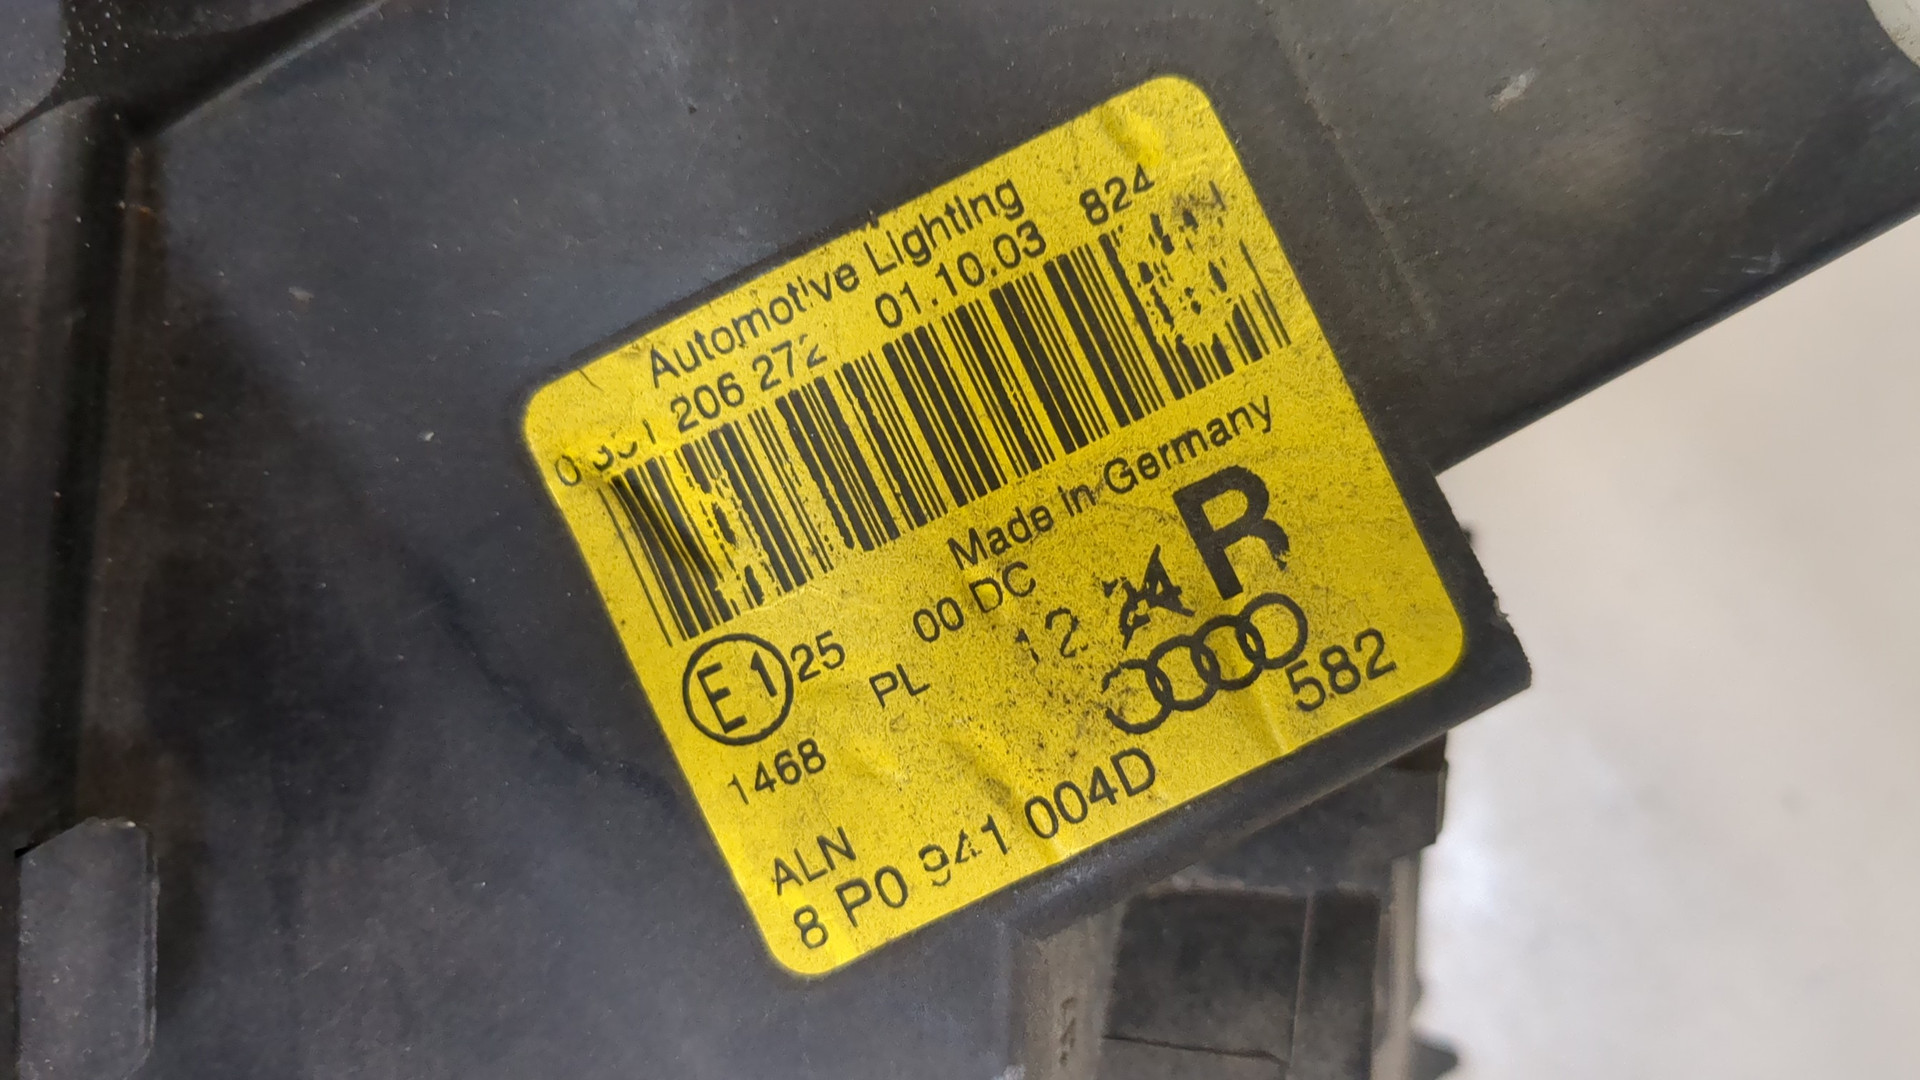 Automotive Lighting
206 272 01.10.03 824
Made in Germany
R
00 DC
E1 25
PL
12 24
582
1468
ALN
8 P0 941 004D